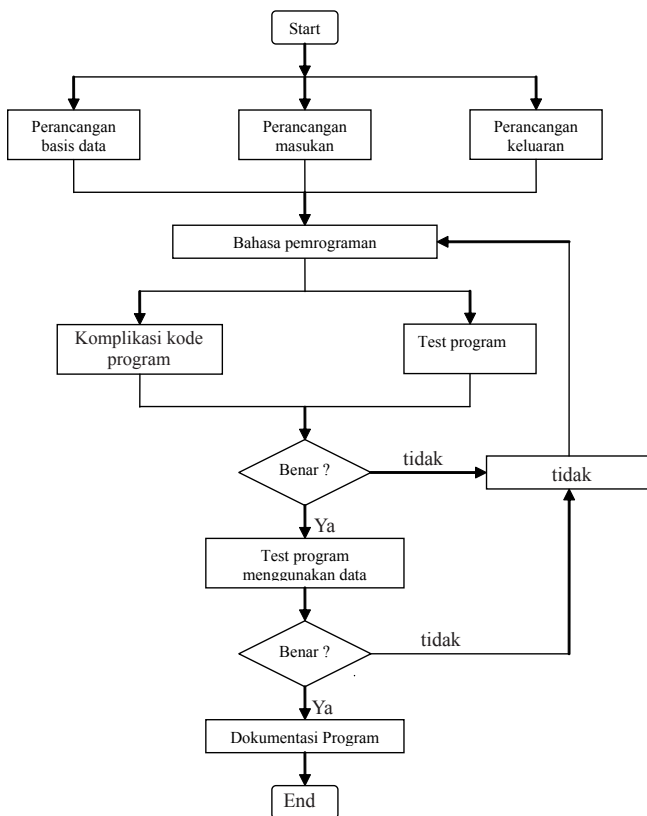 Start
Perancangan
basis data
Perancangan
masukan
Perancangan
keluaran
Bahasa pemrograman
Komplikasi kode
program
Test program
Benar ?
tidak
tidak
Ya
Test program
menggunakan data
Benar ?
tidak
Ya
Dokumentasi Program
End